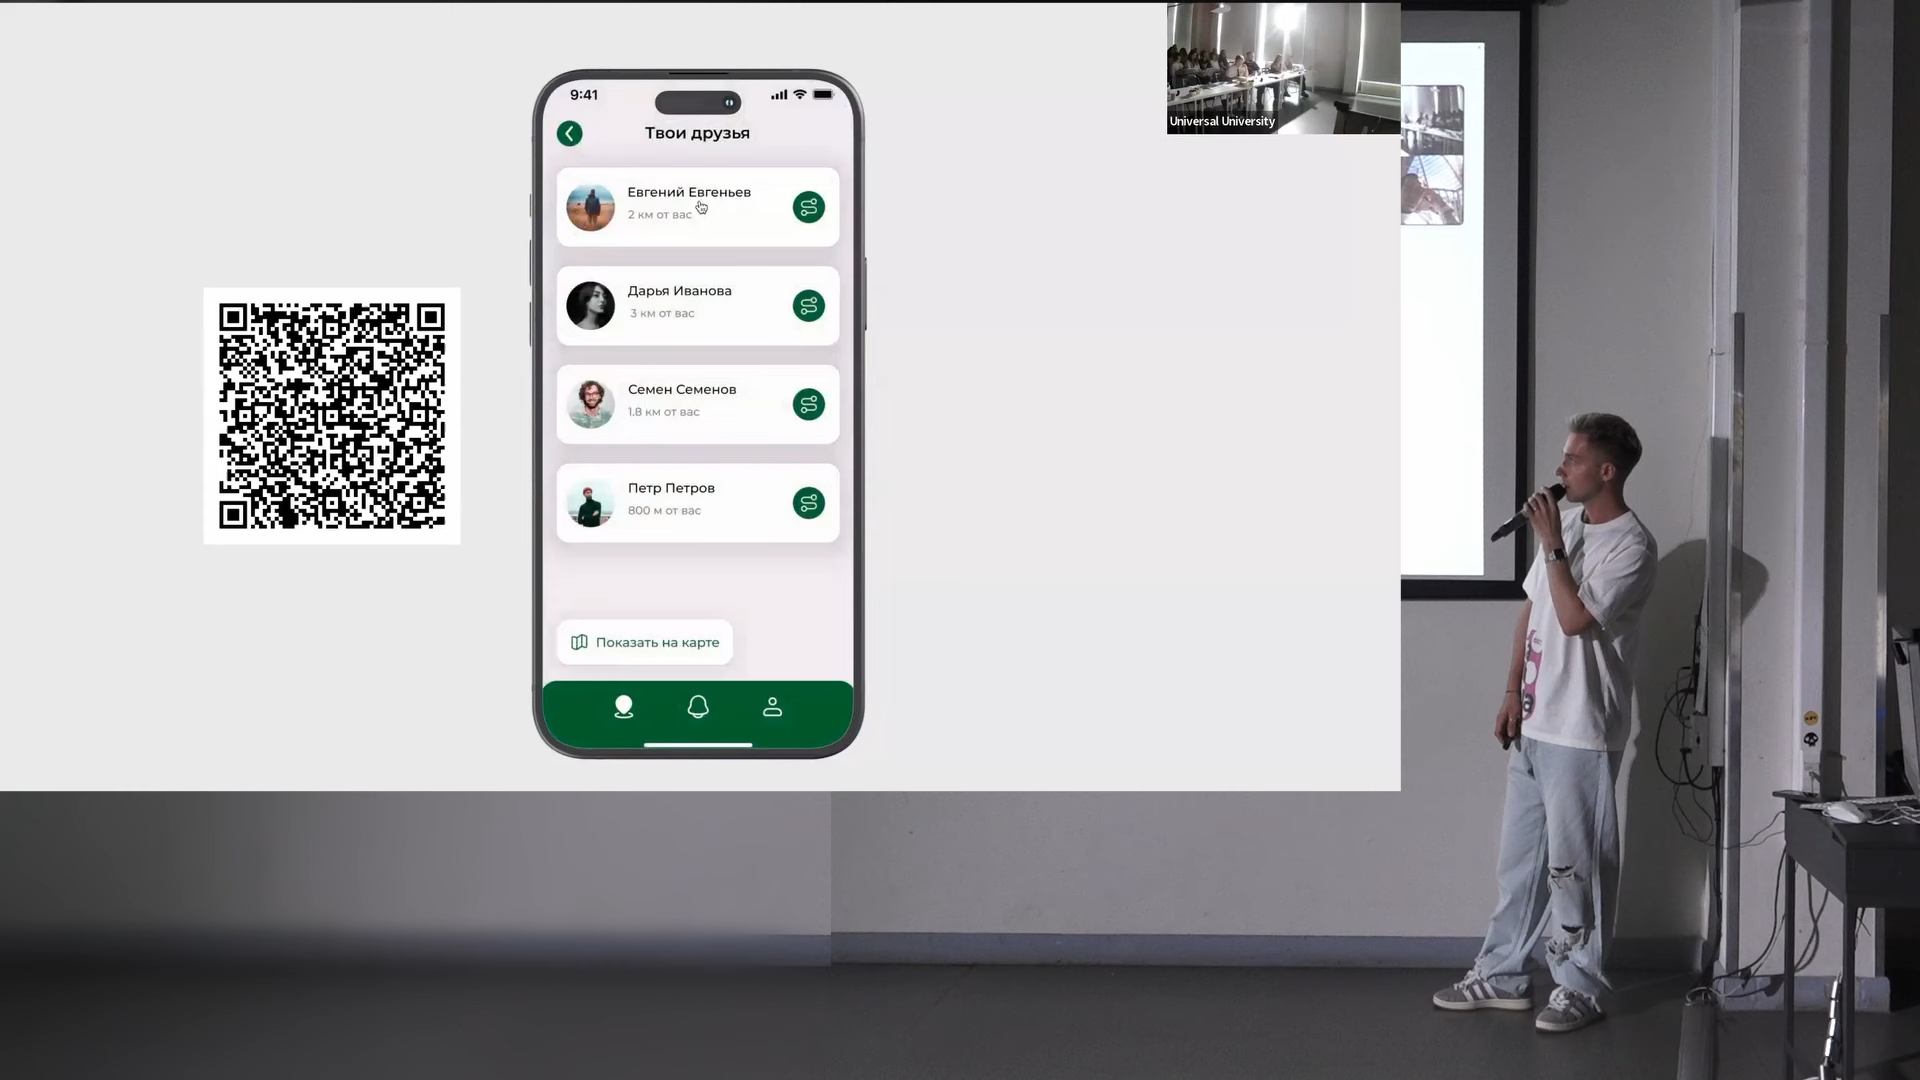 9:41
Твои друзья
Евгений Евгеньев
2 км от вас
Дарья Иванова
3 км от вас
Семен Семенов
1.8 км от вас
Петр Петров
800 м от вас
Показать на карте
Universal University